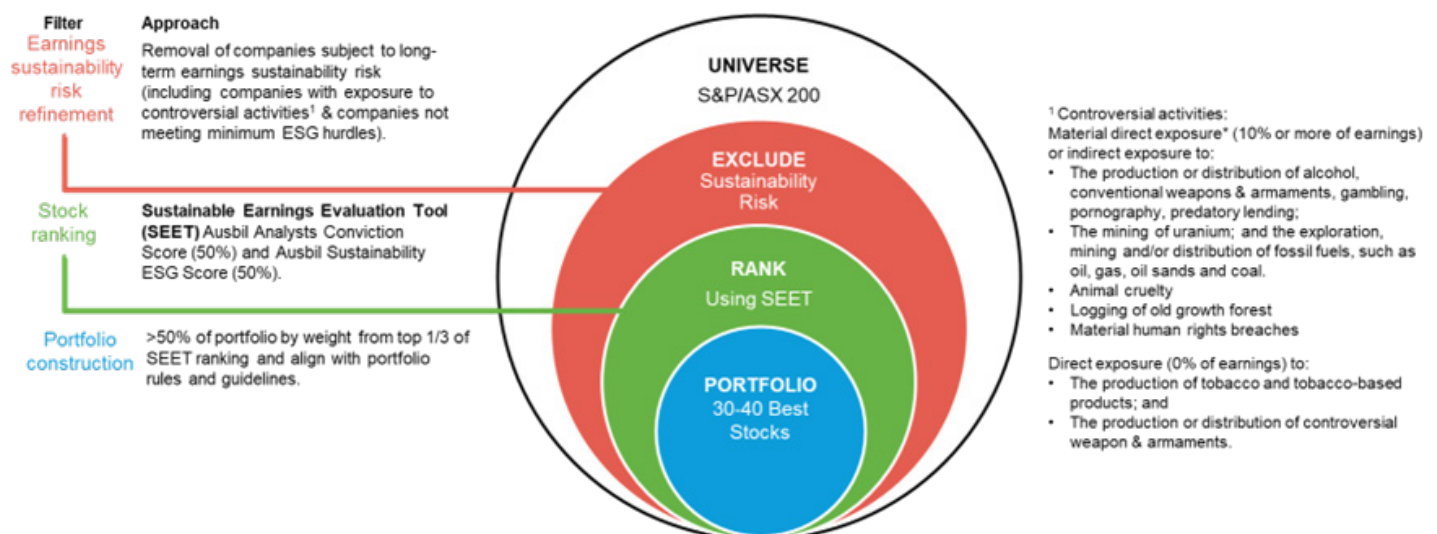 Filter
Approach
Earnings
sustainability
risk
refinement
Removal of companies subject to long-
term earnings sustainability risk
(including companies with exposure to
controversial activities¹ & companies not
meeting minimum ESG hurdles).
Stock
ranking
Sustainable Earnings Evaluation Tool
(SEET) Ausbil Analysts Conviction
Score (50%) and Ausbil Sustainability
ESG Score (50%).
Portfolio
construction
>50% of portfolio by weight from top 1/3 of
SEET ranking and align with portfolio
rules and guidelines.
UNIVERSE
S&P/ASX 200
EXCLUDE
Sustainability
Risk
RANK
Using SEET
PORTFOLIO
30-40 Best
Stocks
¹ Controversial activities:
Material direct exposure* (10% or more of earnings)
or indirect exposure to:
• The production or distribution of alcohol,
conventional weapons & armaments, gambling,
pornography, predatory lending;
• The mining of uranium; and the exploration,
mining and/or distribution of fossil fuels, such as
oil, gas, oil sands and coal.
• Animal cruelty
• Logging of old growth forest
• Material human rights breaches
Direct exposure (0% of earnings) to:
• The production of tobacco and tobacco-based
products; and
• The production or distribution of controversial
weapon & armaments.